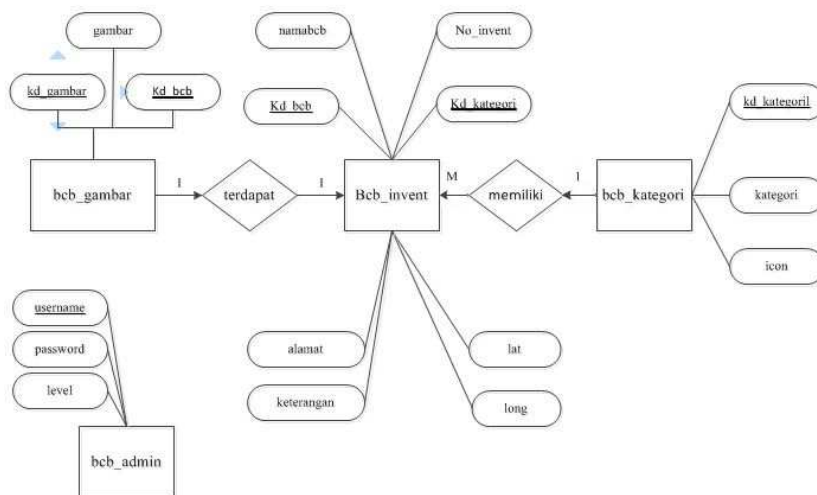 gambar
kd_gambar
Kd_bcb
bcb_gambar
1
terdapat
1
namabcb
No_invent
Kd_bcb
Kd_kategori
Bcb_invent
M
memiliki
1
bcb_kategori
kd_kategoril
kategori
icon
alamat
keterangan
lat
long
username
password
level
bcb_admin